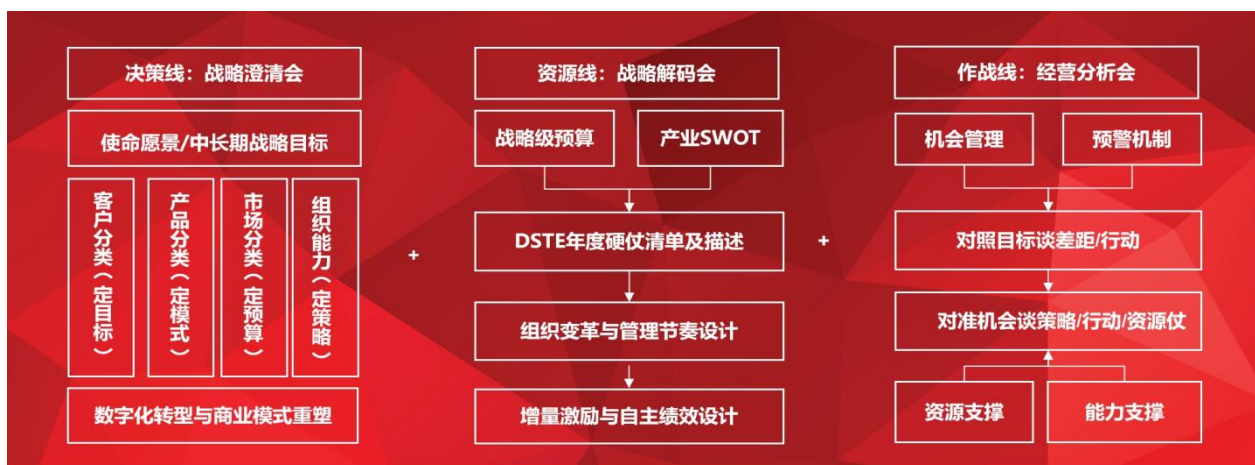 决策线：战略澄清会
使命愿景/中长期战略目标
客户分类（定目标）
产品分类（定模式）
市场分类（定预算）
组织能力（定策略）
数字化转型与商业模式重塑
+
资源线：战略解码会
战略级预算
产业SWOT
DSTE年度硬仗清单及描述
组织变革与管理节奏设计
增量激励与自主绩效设计
+
作战线：经营分析会
机会管理
预警机制
对照目标谈差距/行动
对准机会谈策略/行动/资源仗
资源支撑
能力支撑